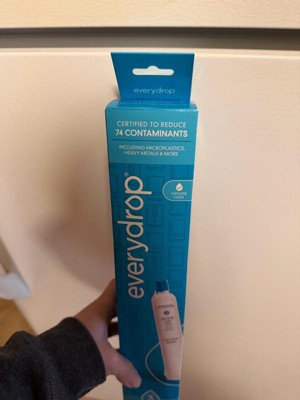 everydrop
CERTIFIED TO REDUCE
74 CONTAMINANTS
INCLUDING MICROPLASTICS,
HEAVY METALS & MORE
everydrop®